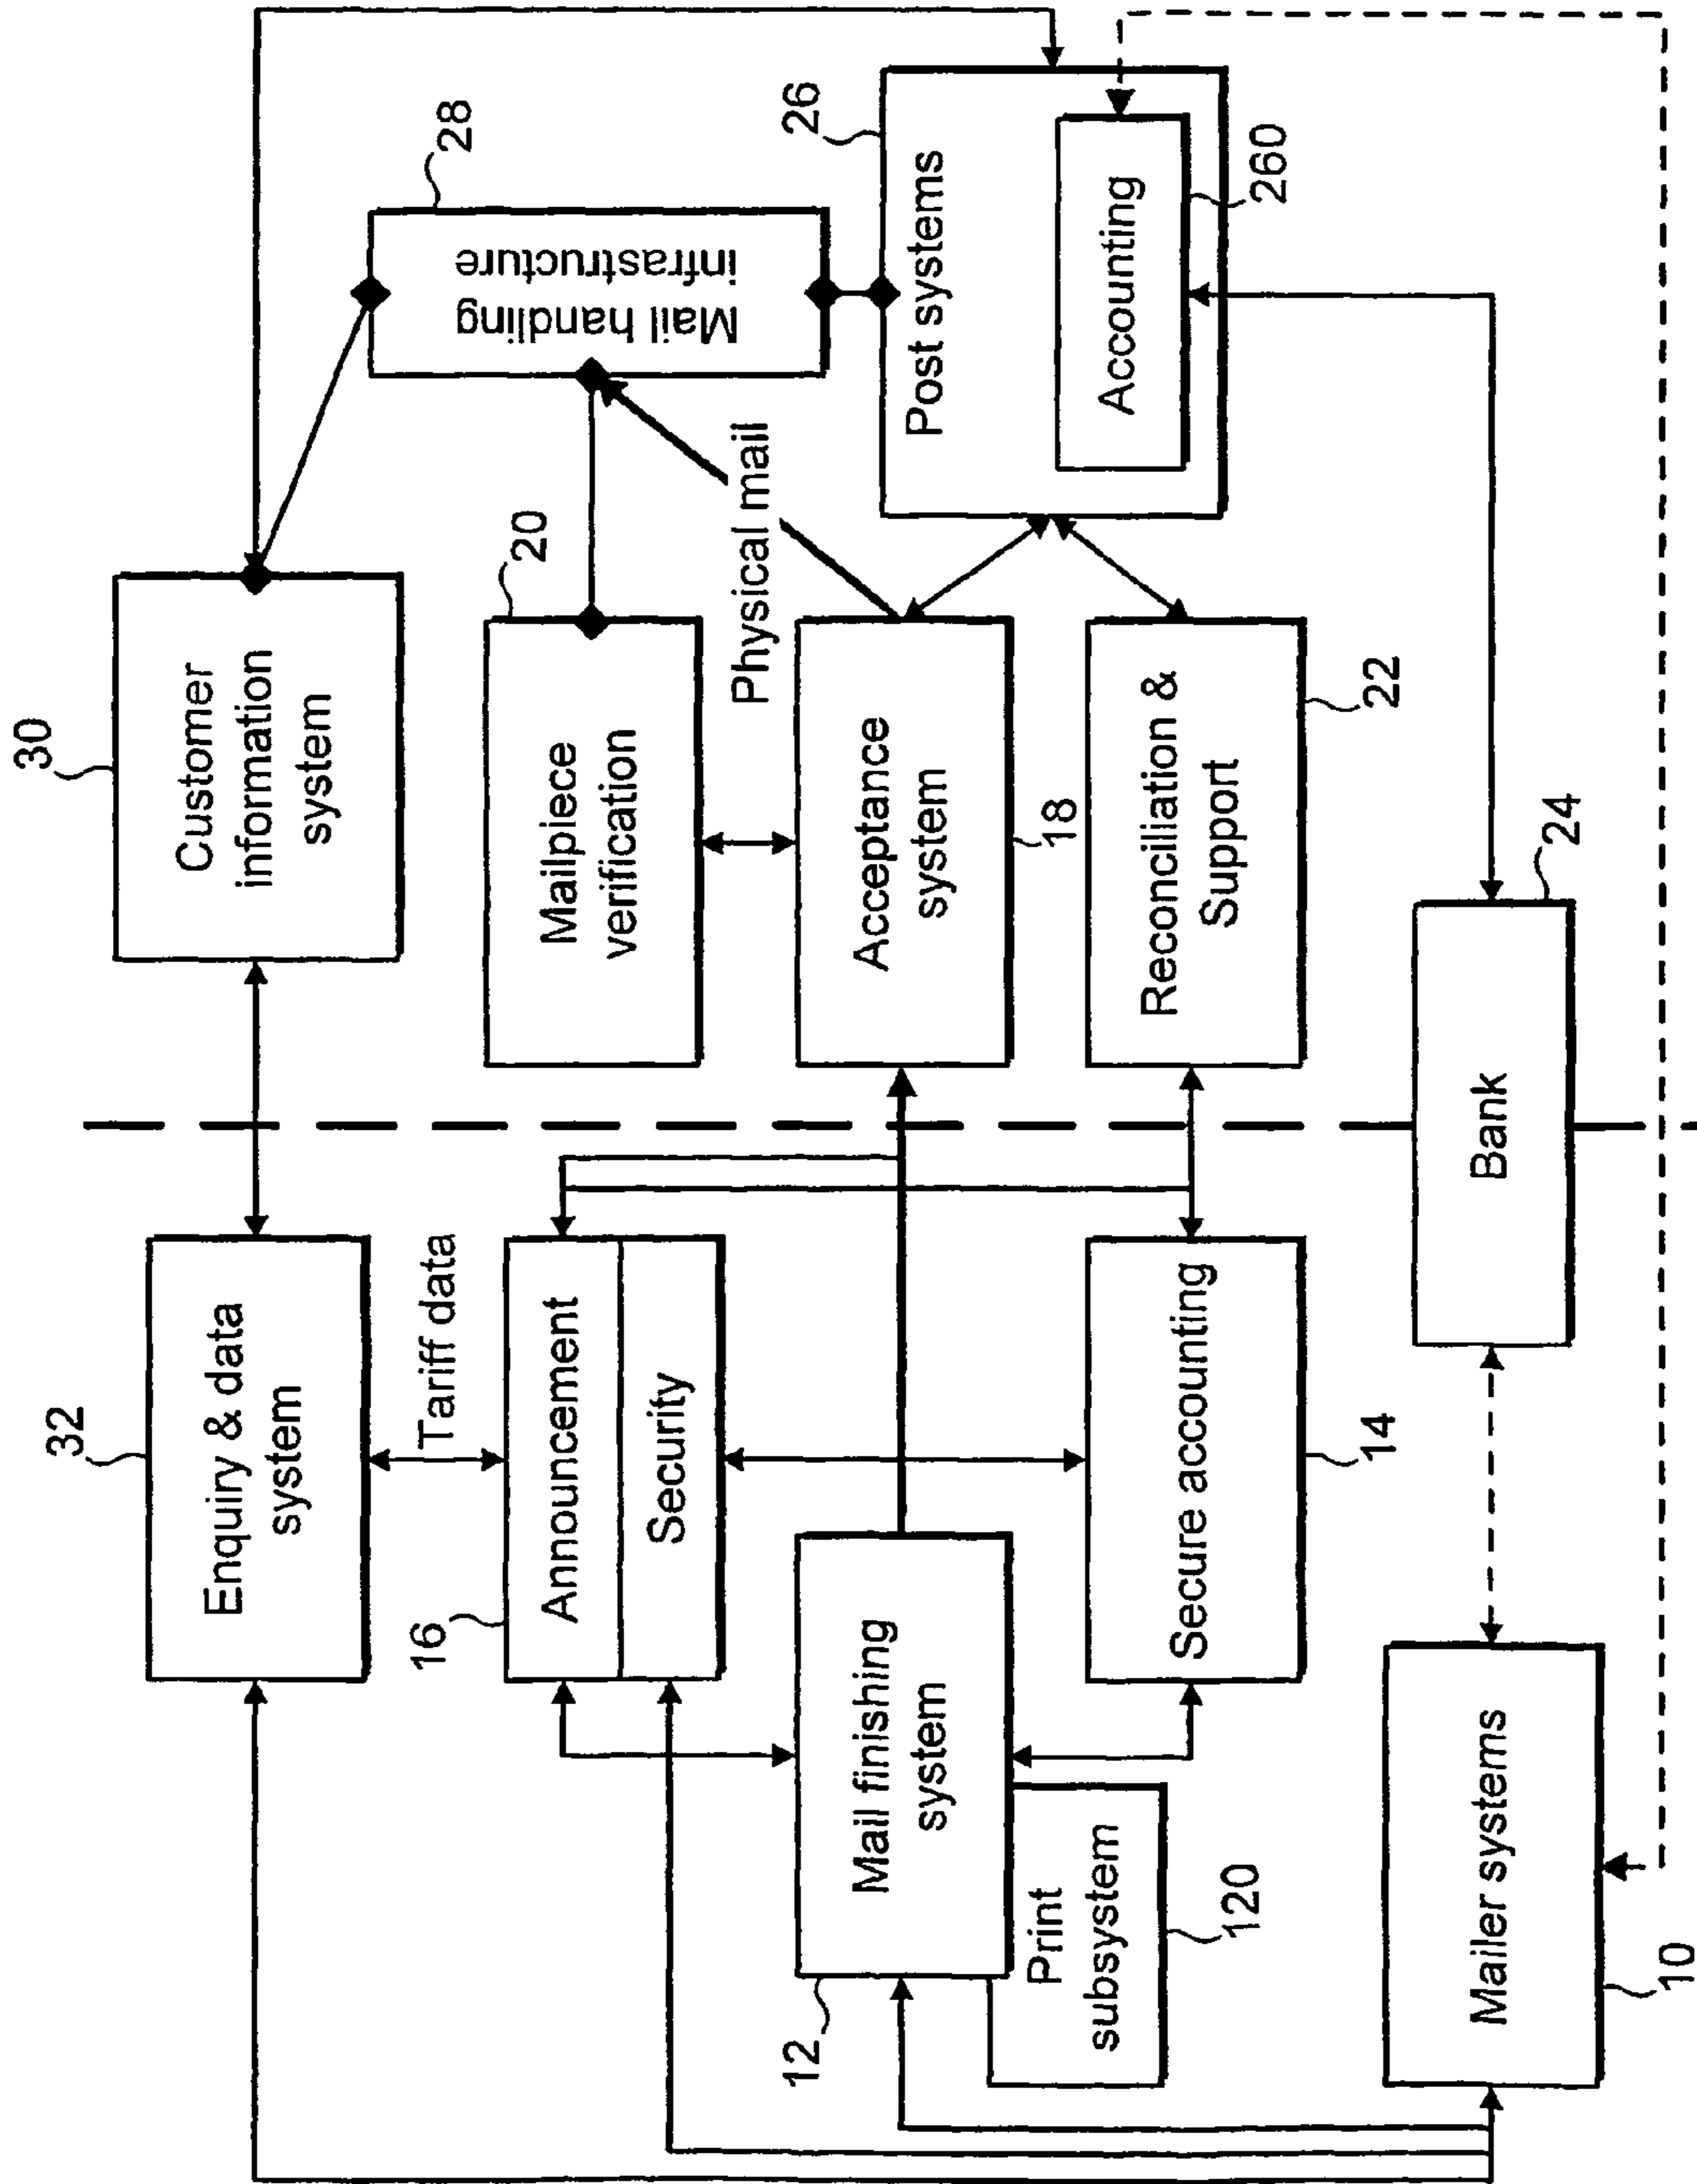 30
Customer
information
system
28
Mail handling
infrastructure
26
Post systems
Accounting
260
20
Mailpiece
verification
Physical mail
Acceptance
system
18
Reconciliation &
Support
22
24
Bank
32
Enquiry & data
system
Tariff data
16
Announcement
Security
12
Mail finishing
system
Print
subsystem
120
Secure accounting
14
Mailer systems
10